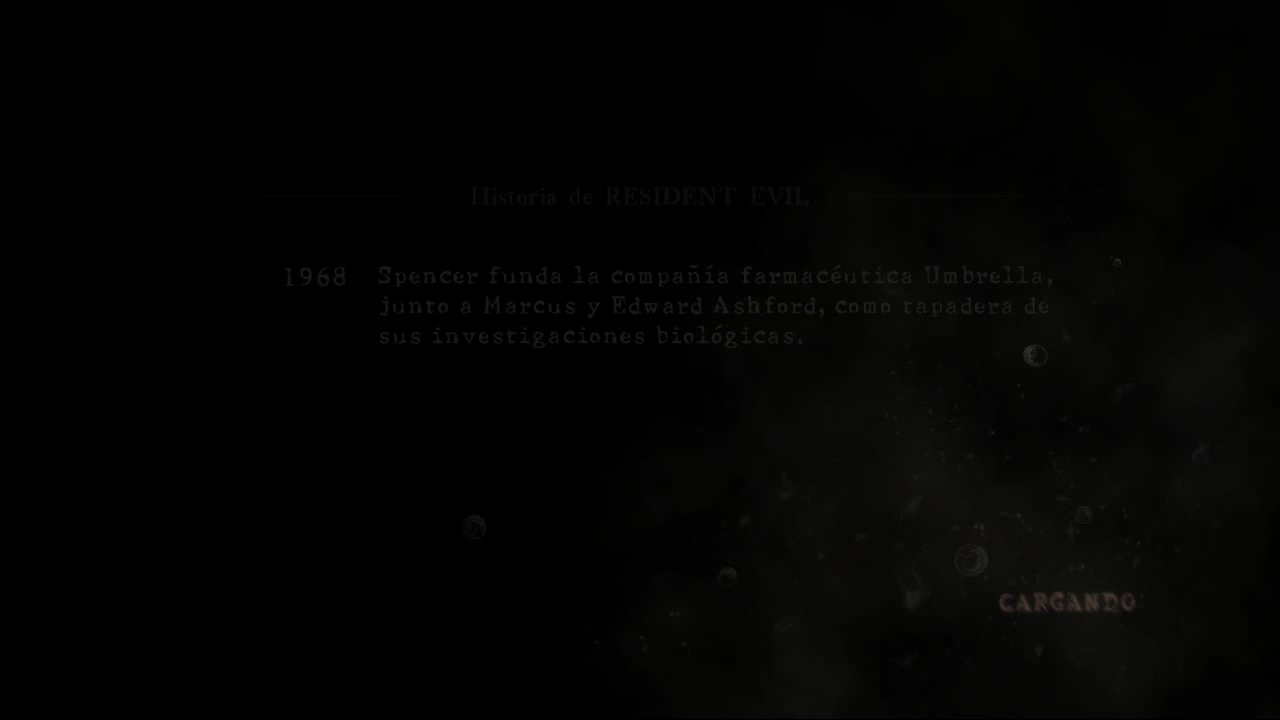 Historia de RESIDENT EVIL
1968 Spencer funda la compañía farmacéutica Umbrella,
junto a Marcus y Edward Ashford, como tapadera de
sus investigaciones biológicas.
CARGANDO